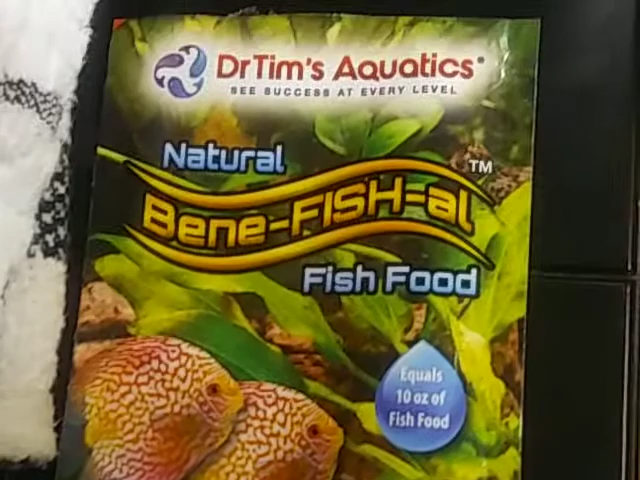 DrTim's Aquatics®
SEE SUCCESS AT EVERY LEVEL
Natural
Bene-FISH-al™
Fish Food
Equals
10 oz of
Fish Food